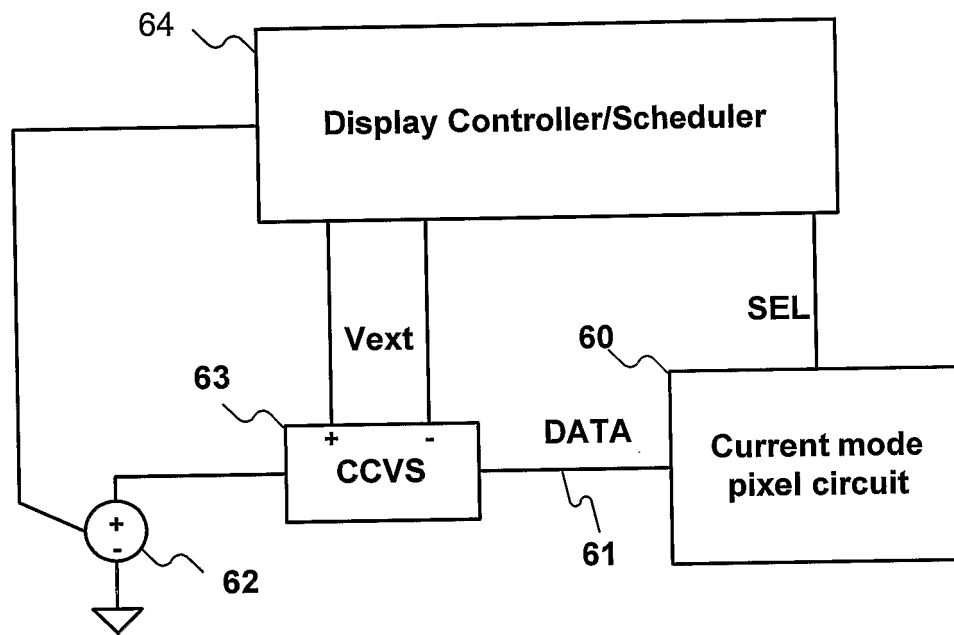 64
Display Controller/Scheduler
Vext
SEL
60
63
+ -
CCVS
DATA
Current mode
pixel circuit
61
+
-
62